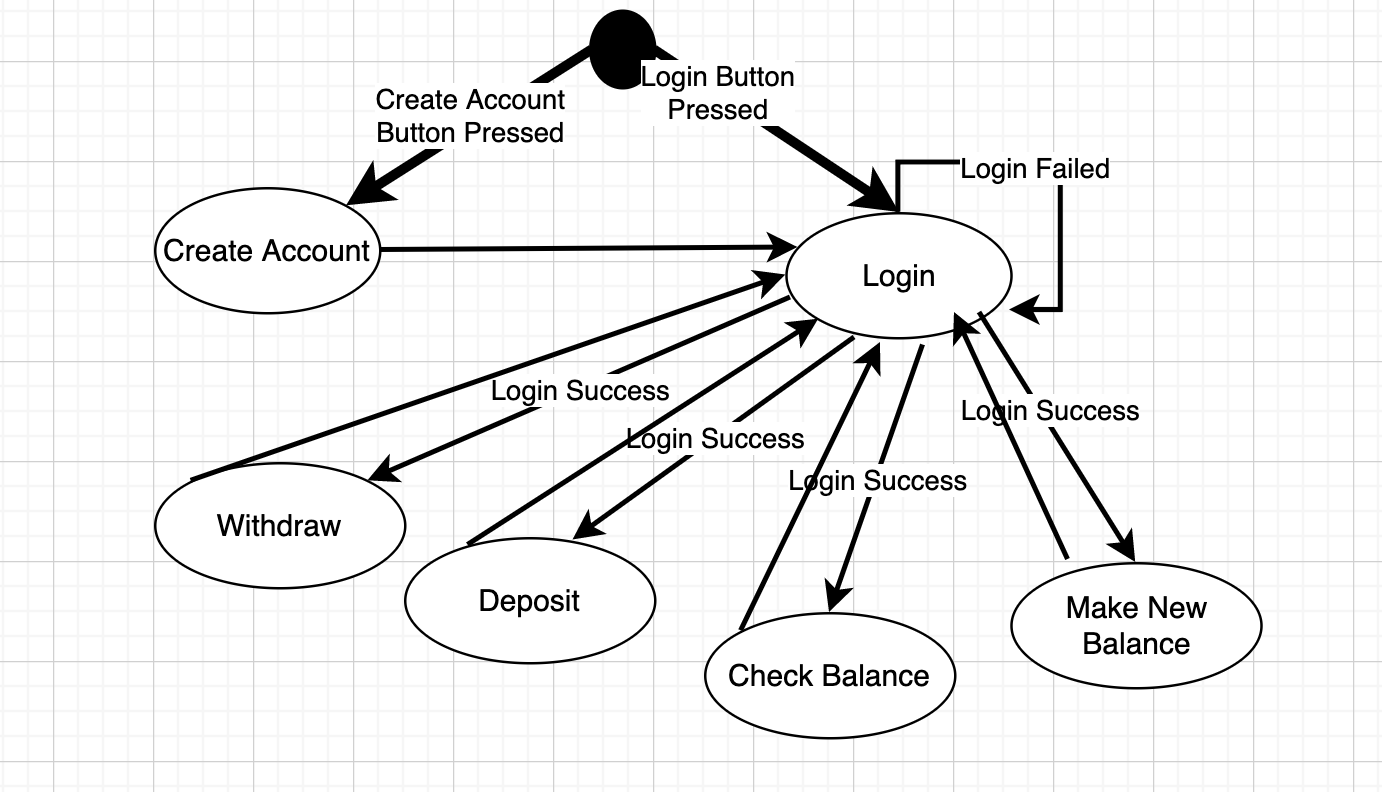 Create Account
Button Pressed
Login Button
Pressed
Login Failed
Create Account
Login
Login Success
Login Success
Login Success
Login Success
Withdraw
Deposit
Check Balance
Make New
Balance